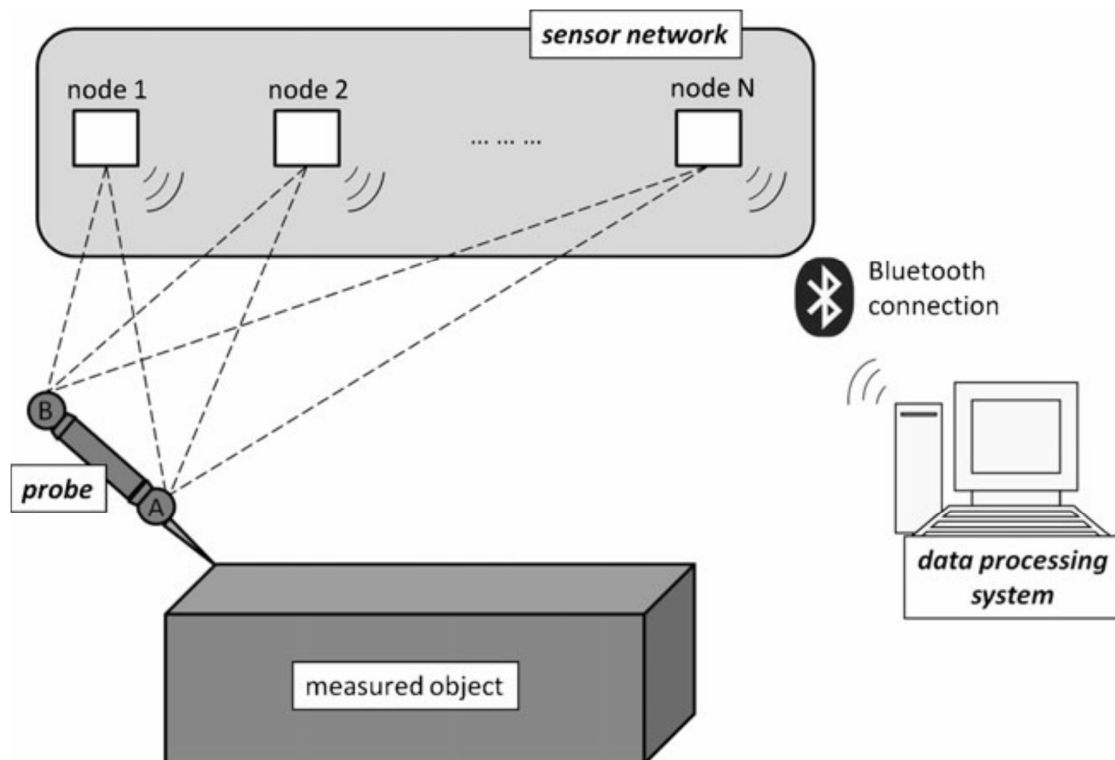 sensor network
node 1
node 2
... ... ...
node N
Bluetooth
connection
B
A
probe
data processing
system
measured object